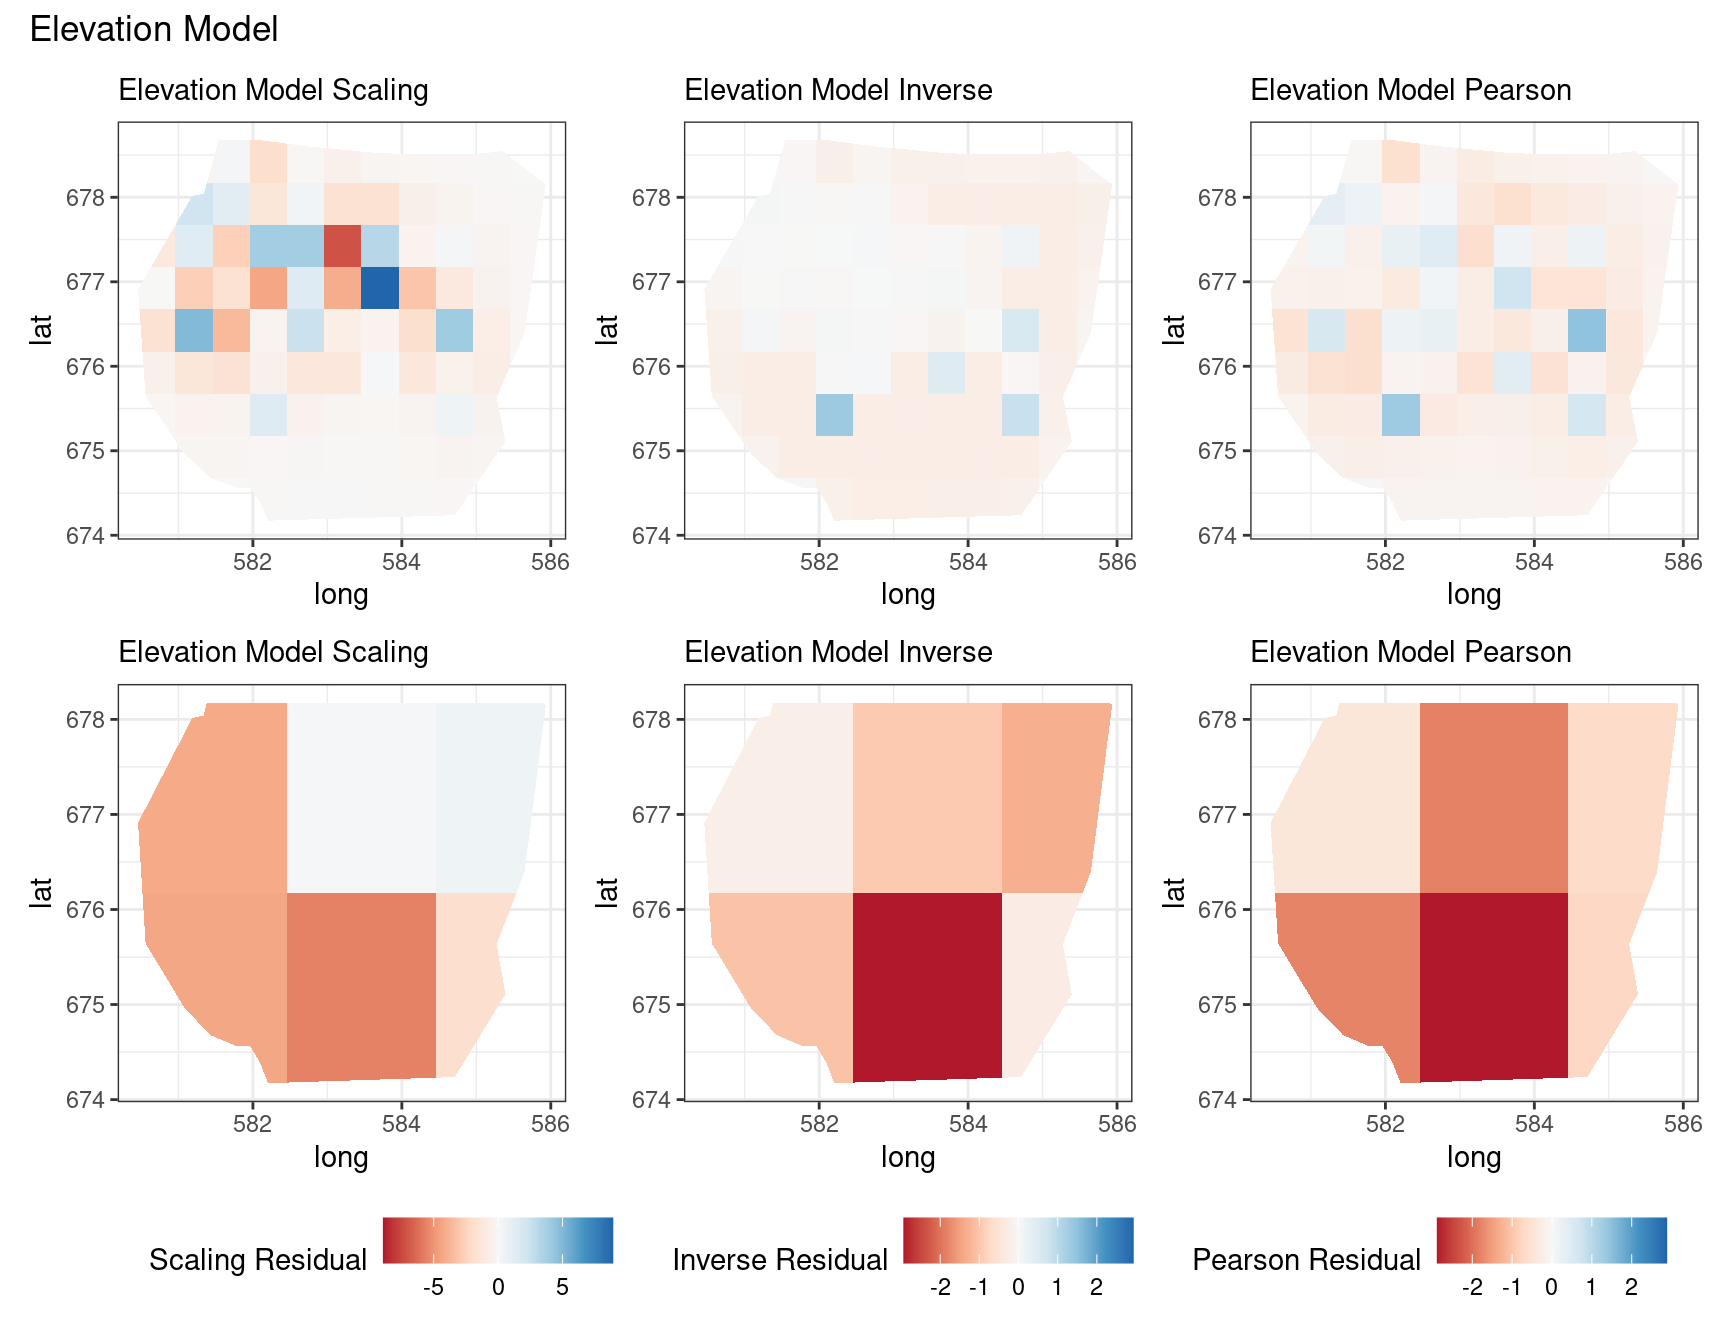 Elevation Model
Elevation Model Scaling
Elevation Model Inverse
Elevation Model Pearson
678
677
676
675
674
lat
582
584
586
long
678
677
676
675
674
lat
582
584
586
long
678
677
676
675
674
lat
582
584
586
long
Elevation Model Scaling
Elevation Model Inverse
Elevation Model Pearson
678
677
676
675
674
lat
582
584
586
long
678
677
676
675
674
lat
582
584
586
long
678
677
676
675
674
lat
582
584
586
long
Scaling Residual
-5
0
5
Inverse Residual
-2
-1
0
1
2
Pearson Residual
-2
-1
0
1
2